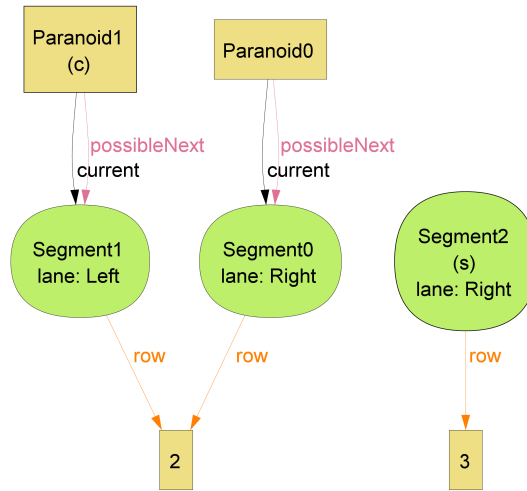 Paranoid1
(c)
Paranoid0
possibleNext
current
possibleNext
current
Segment1
lane: Left
Segment0
lane: Right
Segment2
(s)
lane: Right
row
row
row
2
3